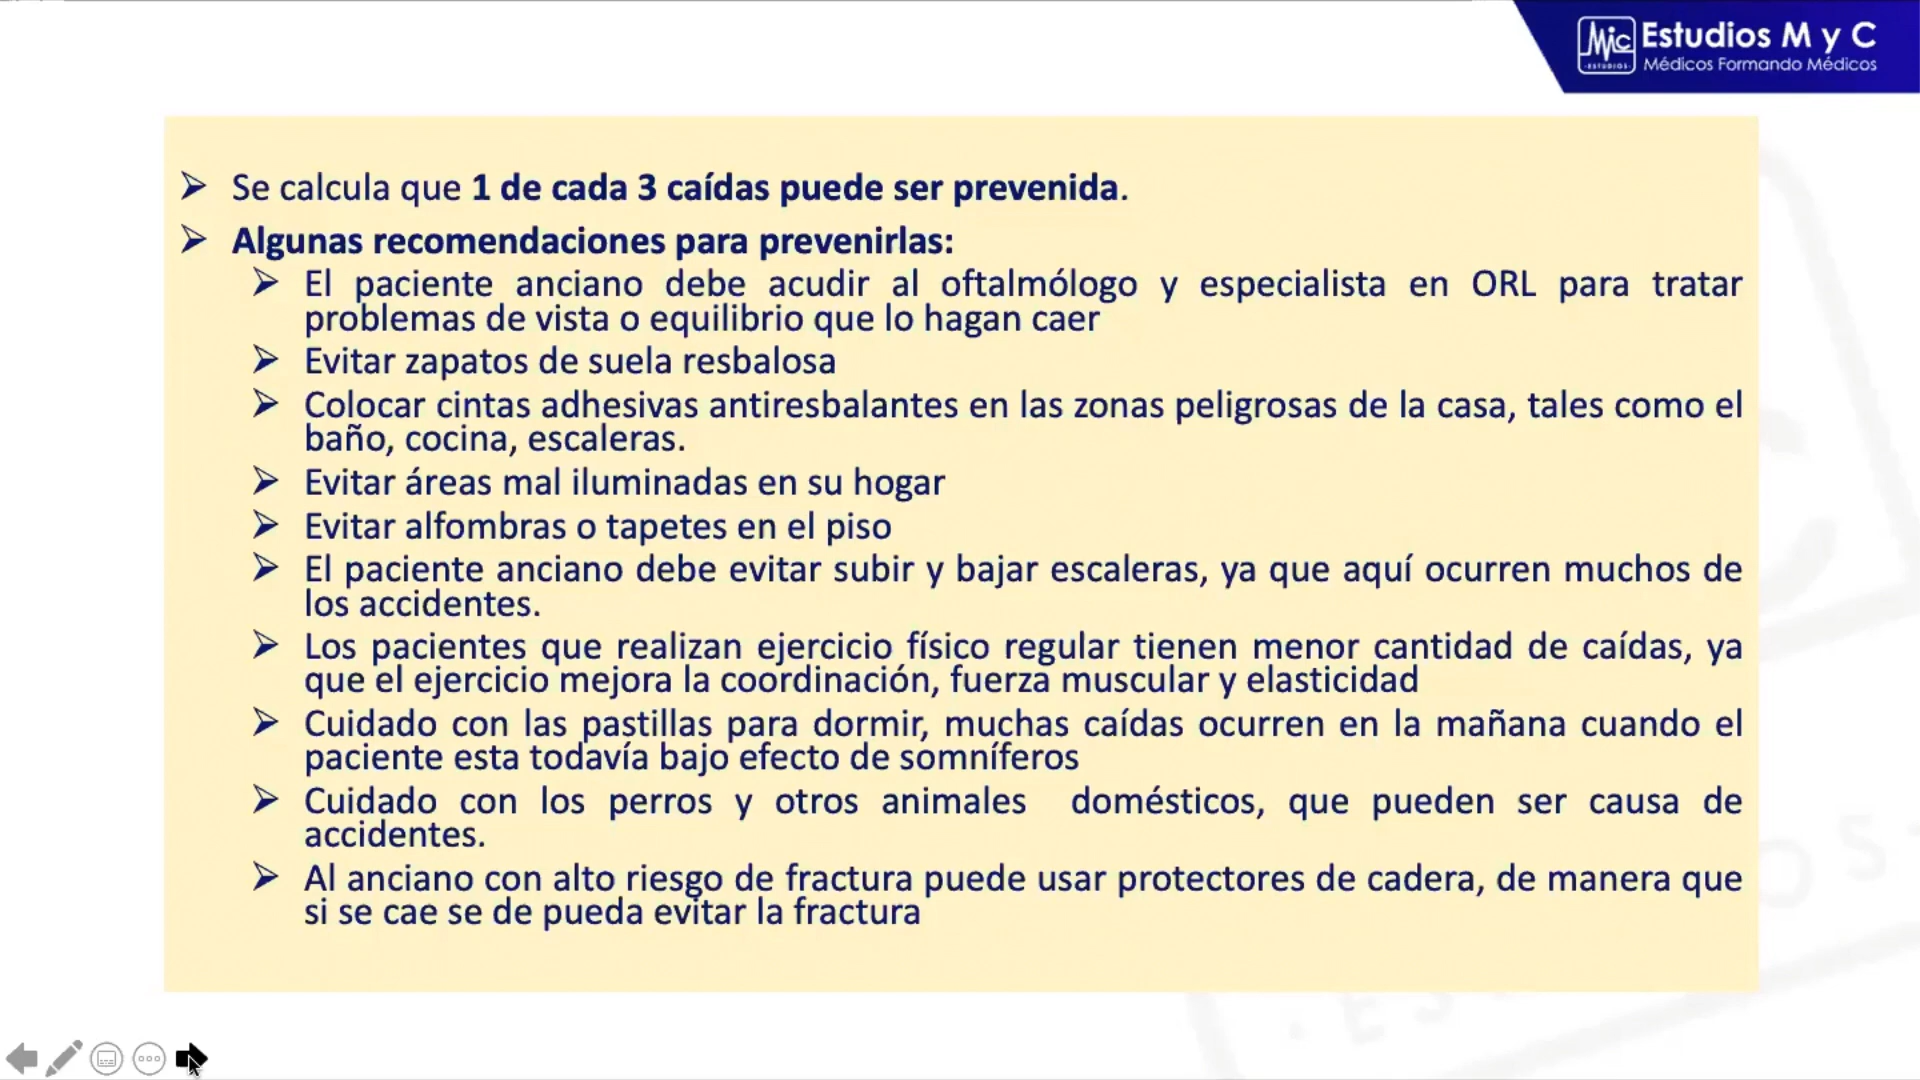 Estudios M y C
Médicos Formando Médicos
Se calcula que 1 de cada 3 caídas puede ser prevenida.
Algunas recomendaciones para prevenirlas:
El paciente anciano debe acudir al oftalmólogo y especialista en ORL para tratar
problemas de vista o equilibrio que lo hagan caer
Evitar zapatos de suela resbalosa
Colocar cintas adhesivas antiresbalantes en las zonas peligrosas de la casa, tales como el
baño, cocina, escaleras.
Evitar áreas mal iluminadas en su hogar
Evitar alfombras o tapetes en el piso
El paciente anciano debe evitar subir y bajar escaleras, ya que aquí ocurren muchos de
los accidentes.
Los pacientes que realizan ejercicio físico regular tienen menor cantidad de caídas, ya
que el ejercicio mejora la coordinación, fuerza muscular y elasticidad
Cuidado con las pastillas para dormir, muchas caídas ocurren en la mañana cuando el
paciente esta todavía bajo efecto de somníferos
Cuidado con los perros y otros animales domésticos, que pueden ser causa de
accidentes.
Al anciano con alto riesgo de fractura puede usar protectores de cadera, de manera que
si se cae se de pueda evitar la fractura